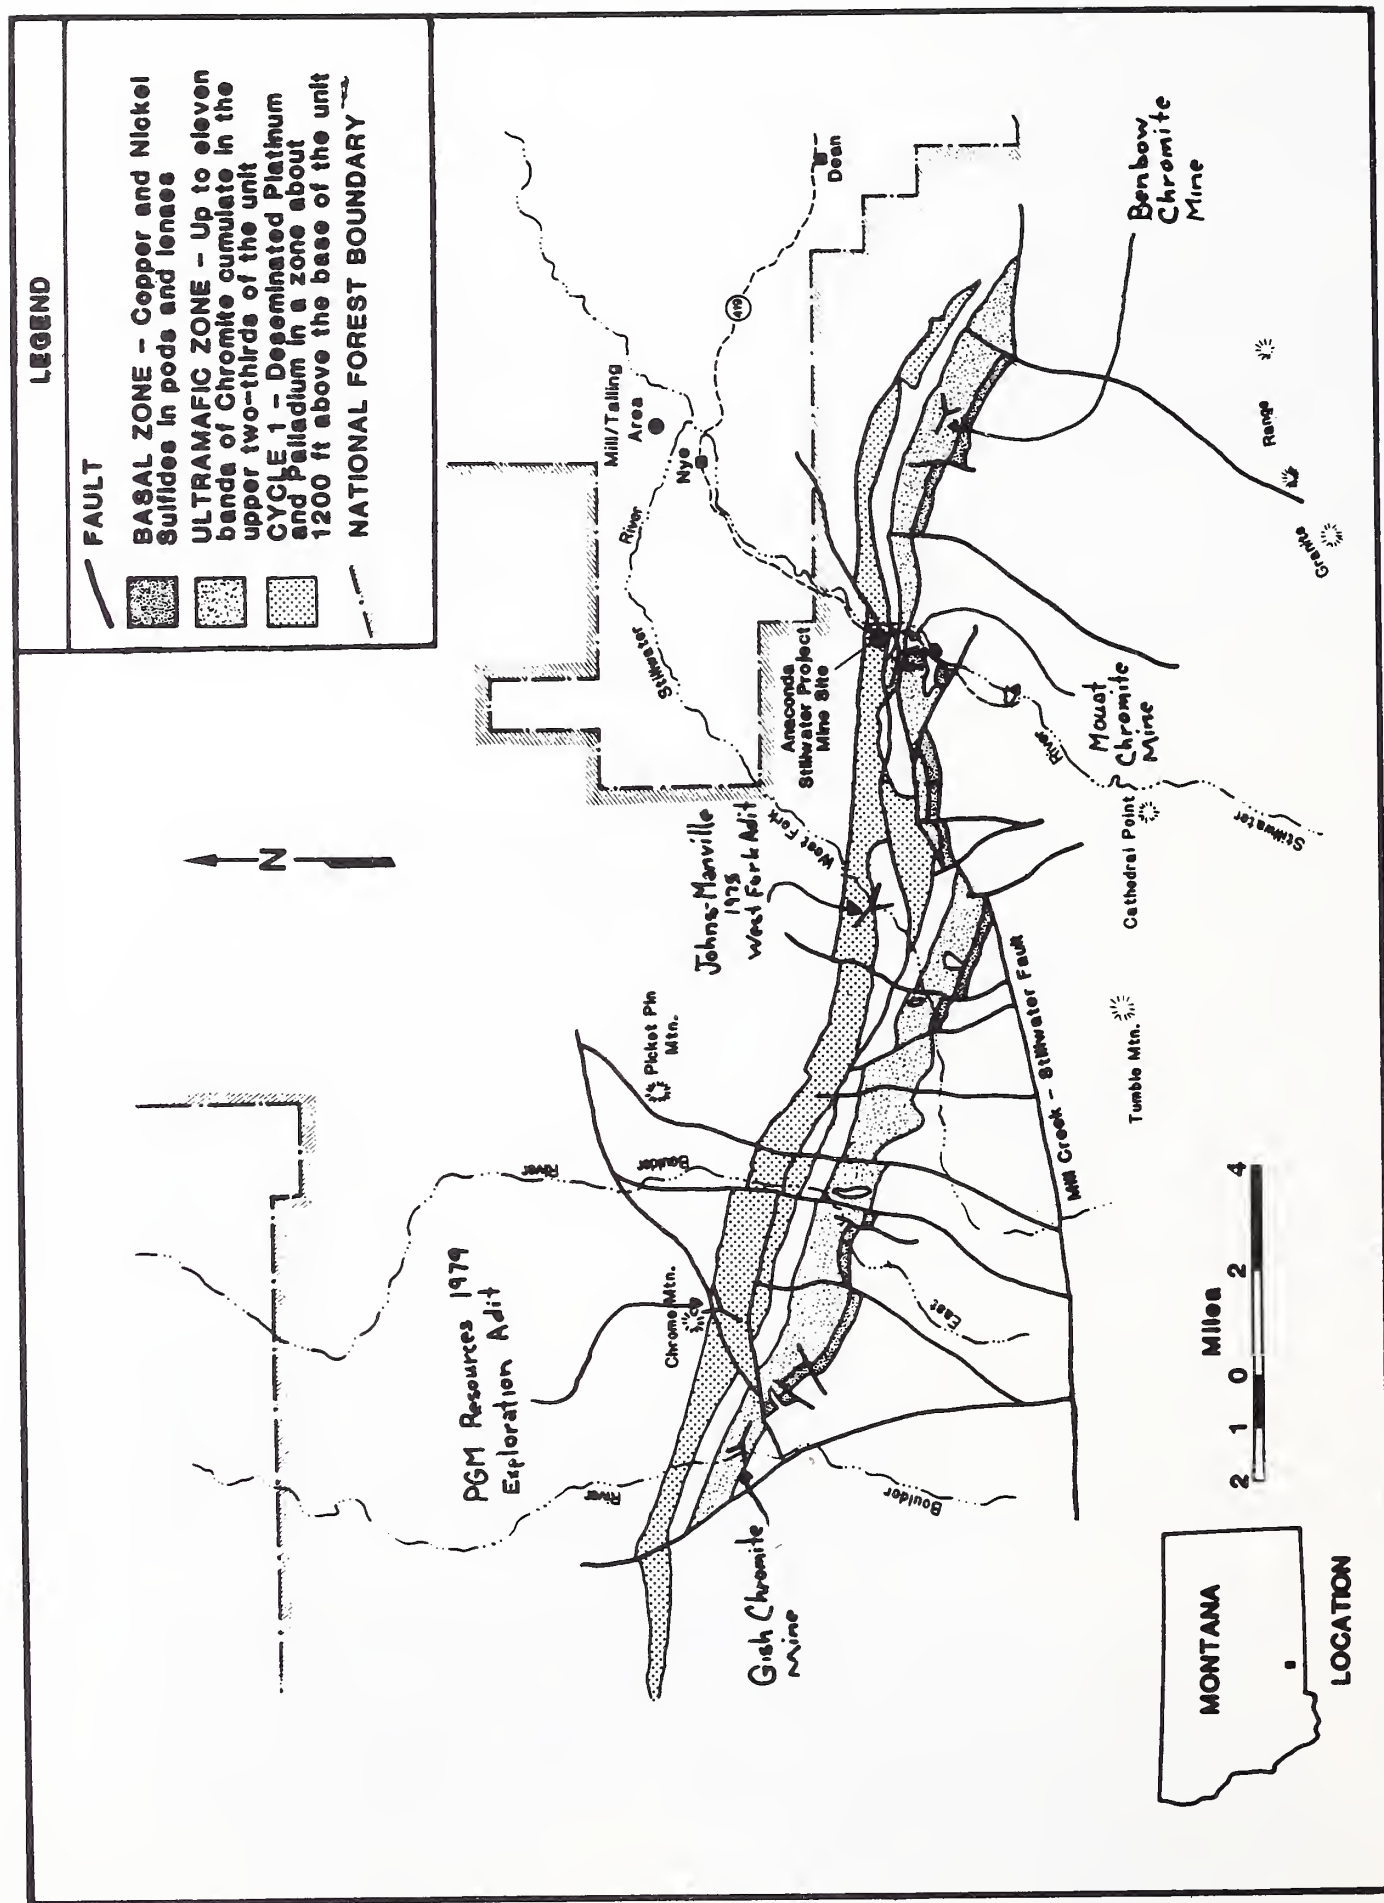 LEGEND
FAULT
BASAL ZONE - Copper and Nickel
Sulfides in pods and lenses
ULTRAMAFIC ZONE - Up to eleven
bands of Chromite cumulate in the
upper two-thirds of the unit
CYCLE 1 - Desominated Platinum
and Palladium in a zone about
1200 ft above the base of the unit
NATIONAL FOREST BOUNDARY
N
Dean
419
Mill/Tailing
Area
Nye
River
Stillwater
West Fork
Anaconda
Stillwater Project
Mine Site
Benbow
Chromite
Mine
Range
Granite
Mouat
Chromite
Mine
River
Stillwater
Cathedral Point
Johns-Manville
1978
West Fork Adit
Tumble Mtn.
Mill Creek - Stillwater Fault
Picket Pin
Mtn.
River
Boulder
East
Chrome Mtn.
PGM Resources 1979
Exploration Adit
River
Boulder
Gish Chromite
Mine
Miles
2 1 0 2 4
MONTANA
LOCATION